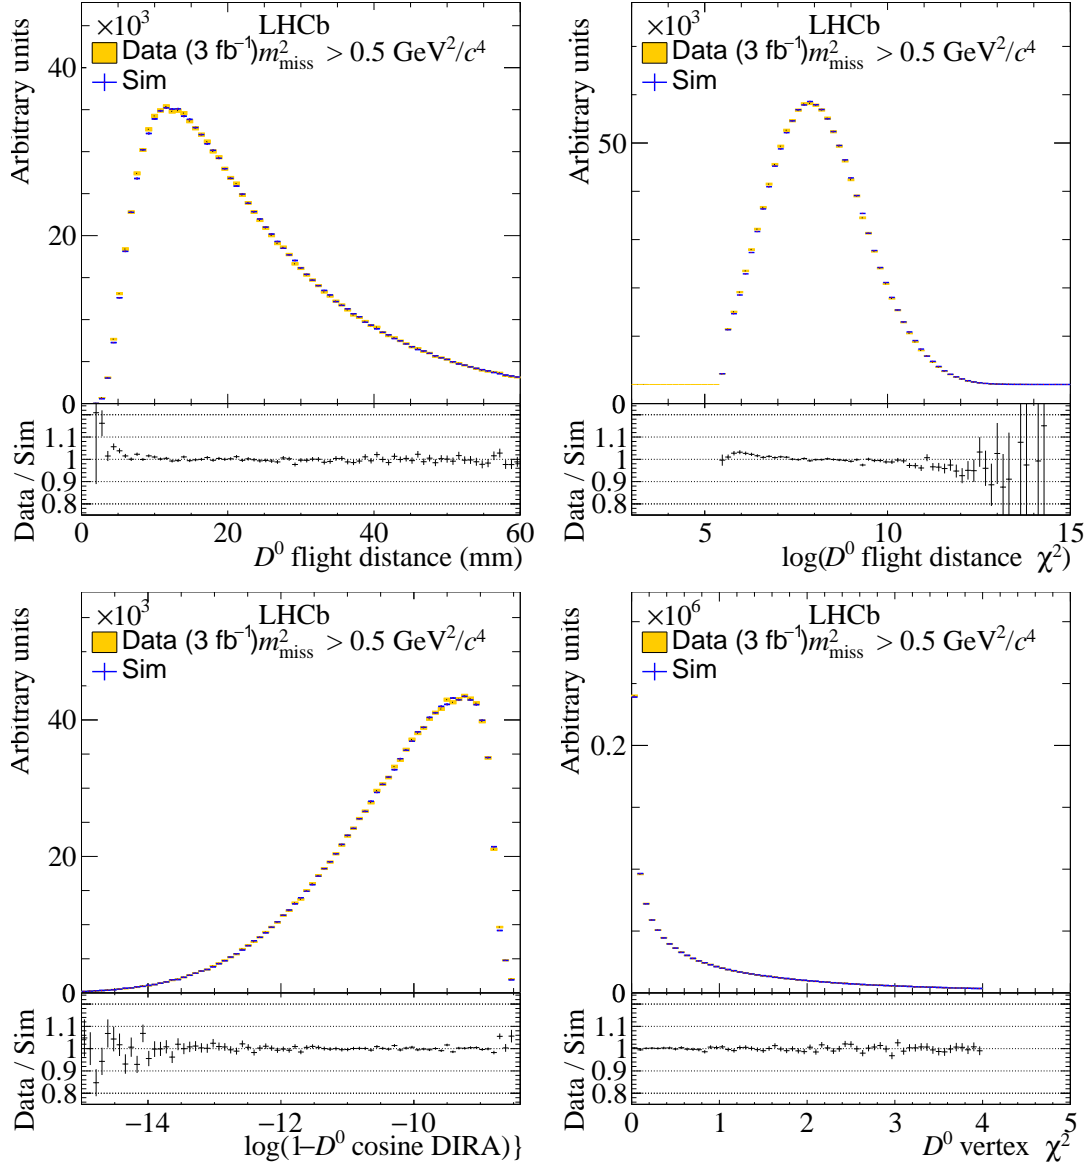 ×10³
LHCb
Data (3 fb⁻¹)m²miss > 0.5 GeV²/c⁴
Sim
Arbitrary units
40
20
0
Data / Sim
1.1
1
0.9
0.8
0 20 40 60
D⁰ flight distance (mm)
×10³
LHCb
Data (3 fb⁻¹)m²miss > 0.5 GeV²/c⁴
Sim
Arbitrary units
50
0
Data / Sim
1.1
1
0.9
0.8
5 10 15
log(D⁰ flight distance χ²)
×10³
LHCb
Data (3 fb⁻¹)m²miss > 0.5 GeV²/c⁴
Sim
Arbitrary units
40
20
0
Data / Sim
1.1
1
0.9
0.8
−14 −12 −10
log(1−D⁰ cosine DIRA)}
×10⁶
LHCb
Data (3 fb⁻¹)m²miss > 0.5 GeV²/c⁴
Sim
Arbitrary units
0.2
0
Data / Sim
1.1
1
0.9
0.8
0 1 2 3 4 5
D⁰ vertex χ²